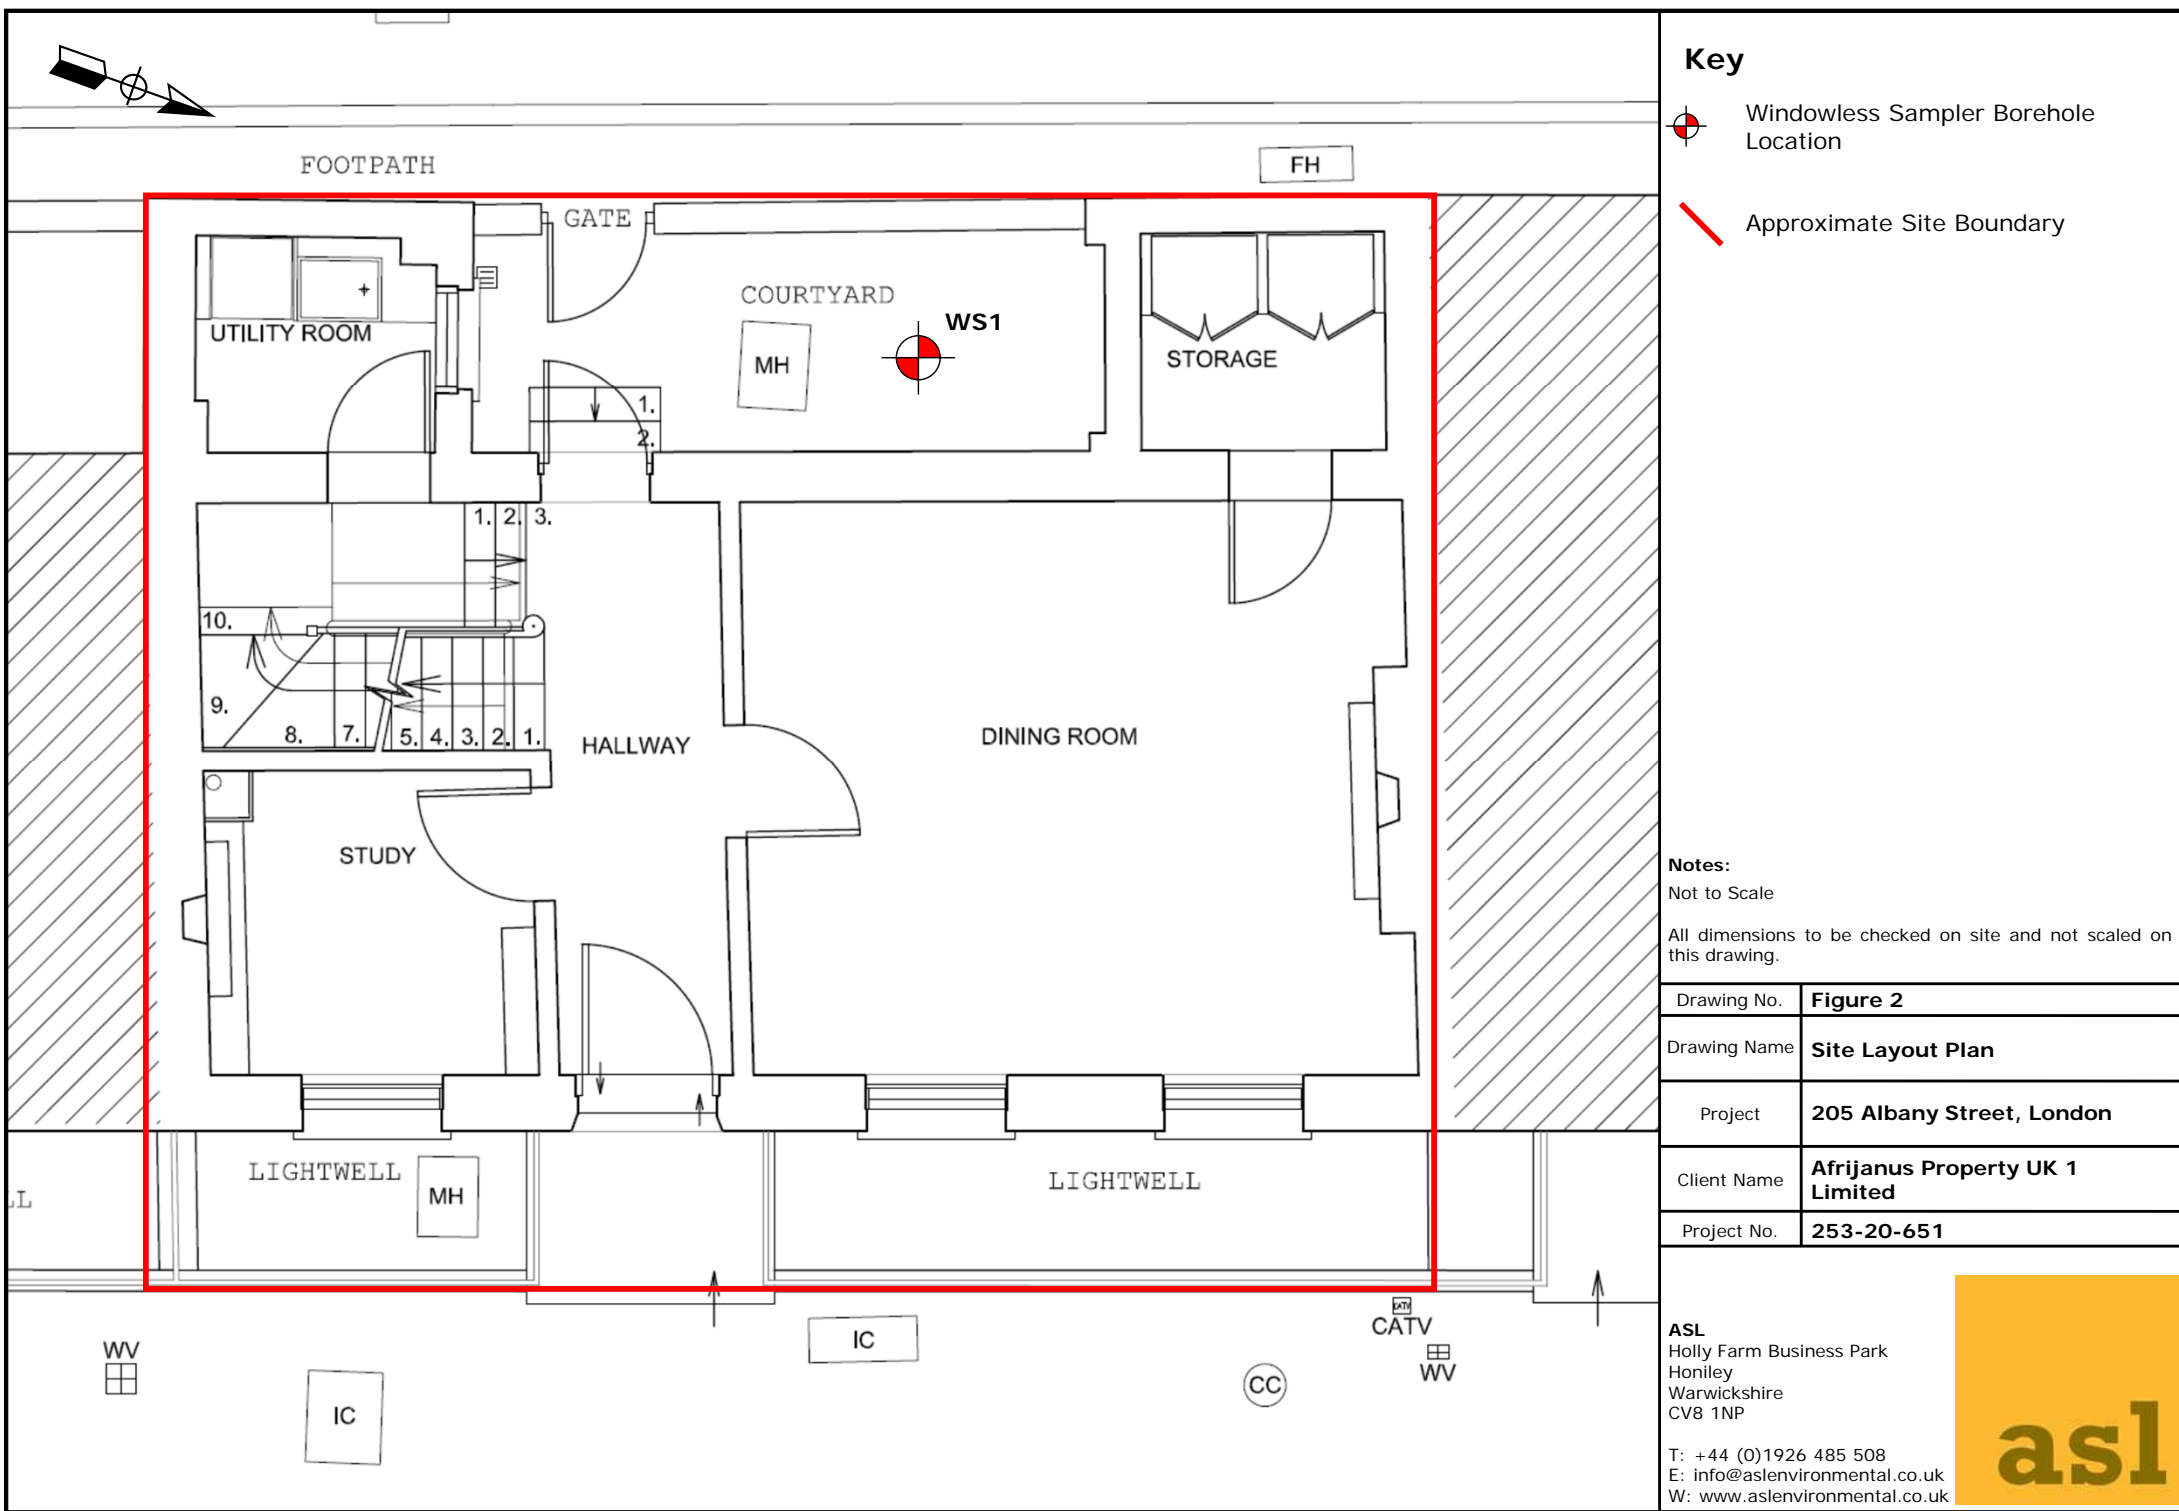 FOOTPATH
FH
GATE
COURTYARD
WS1
MH
UTILITY ROOM
STORAGE
1.
2.
1. 2. 3.
10.
9.
8. 7. 5. 4. 3. 2. 1.
HALLWAY
DINING ROOM
STUDY
LIGHTWELL
MH
LIGHTWELL
LL
CATV
CATV
WV
WV
IC
IC
CC
Key
Windowless Sampler Borehole
Location
Approximate Site Boundary
Notes:
Not to Scale
All dimensions to be checked on site and not scaled on
this drawing.
Drawing No. Figure 2
Drawing Name Site Layout Plan
Project 205 Albany Street, London
Client Name Afrijanus Property UK 1
Limited
Project No. 253-20-651
ASL
Holly Farm Business Park
Honiley
Warwickshire
CV8 1NP
T: +44 (0)1926 485 508
E: info@aslenvironmental.co.uk
W: www.aslenvironmental.co.uk
asl